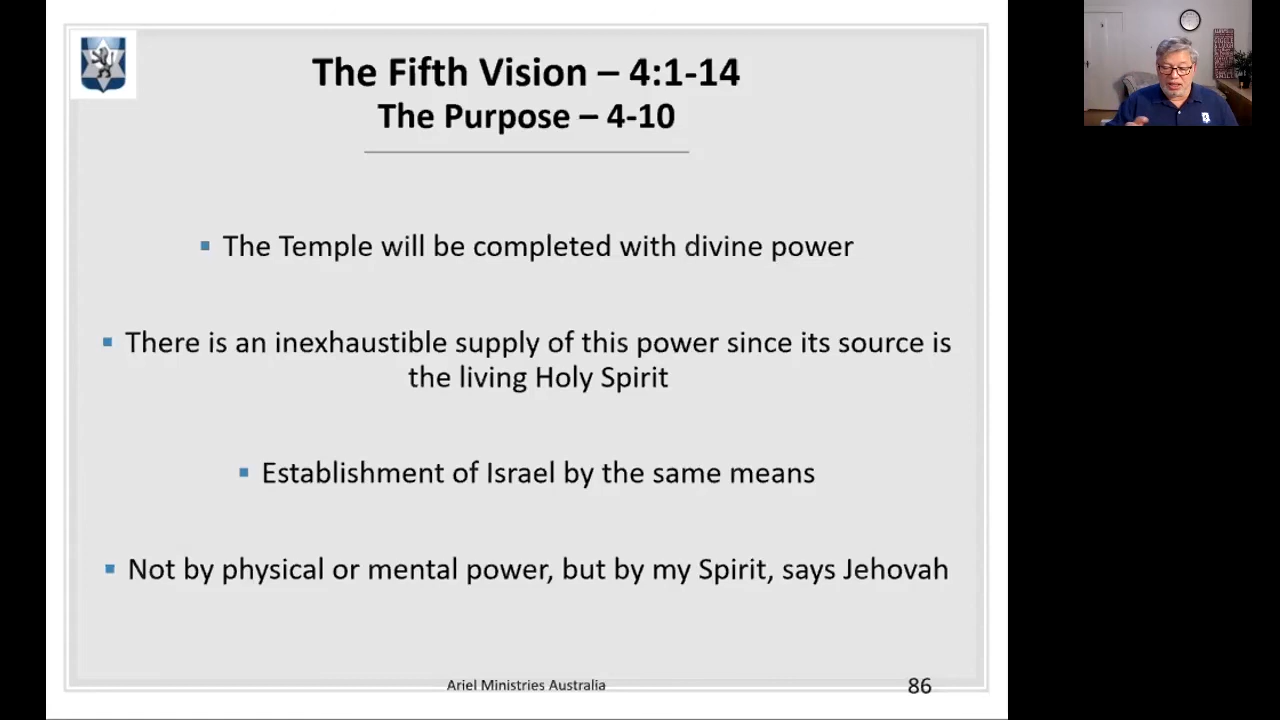 The Fifth Vision – 4:1-14
The Purpose – 4-10
▪ The Temple will be completed with divine power
▪ There is an inexhaustible supply of this power since its source is
the living Holy Spirit
▪ Establishment of Israel by the same means
▪ Not by physical or mental power, but by my Spirit, says Jehovah
Ariel Ministries Australia
86